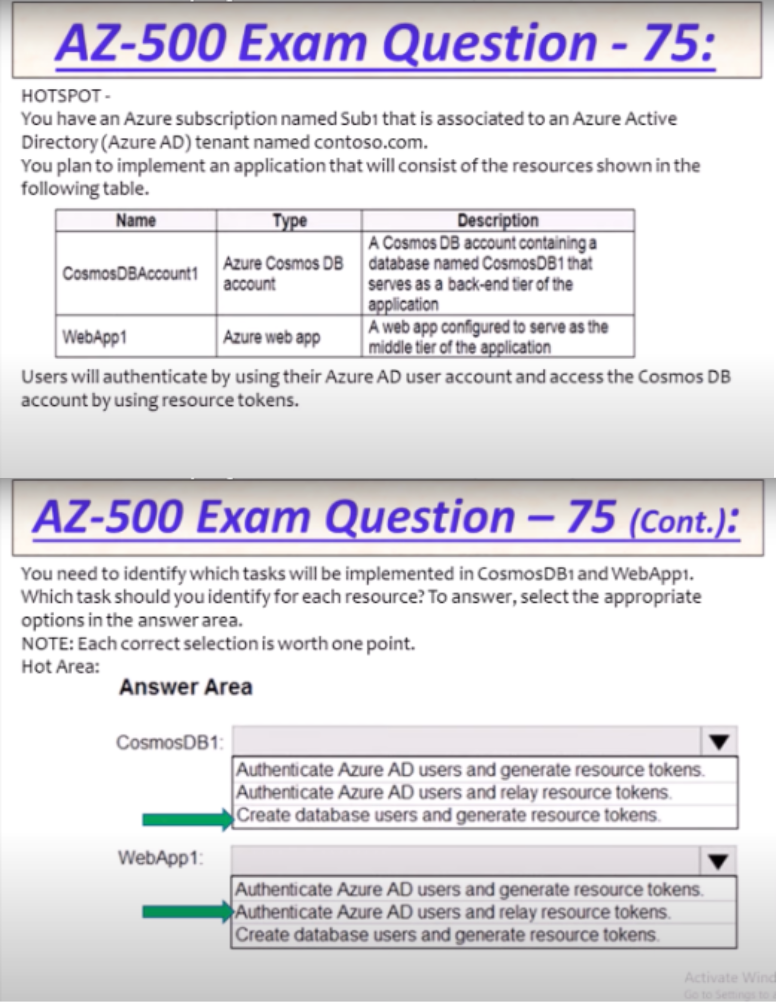 AZ-500 Exam Question - 75:
HOTSPOT -
You have an Azure subscription named Sub1 that is associated to an Azure Active
Directory (Azure AD) tenant named contoso.com.
You plan to implement an application that will consist of the resources shown in the
following table.
Name Type Description
CosmosDBAccount1 Azure Cosmos DB account A Cosmos DB account containing a database named CosmosDB1 that serves as a back-end tier of the application
WebApp1 Azure web app A web app configured to serve as the middle tier of the application
Users will authenticate by using their Azure AD user account and access the Cosmos DB
account by using resource tokens.
AZ-500 Exam Question – 75 (Cont.):
You need to identify which tasks will be implemented in CosmosDB1 and WebApp1.
Which task should you identify for each resource? To answer, select the appropriate
options in the answer area.
NOTE: Each correct selection is worth one point.
Hot Area:
Answer Area
CosmosDB1:
Authenticate Azure AD users and generate resource tokens.
Authenticate Azure AD users and relay resource tokens.
Create database users and generate resource tokens.
WebApp1:
Authenticate Azure AD users and generate resource tokens.
Authenticate Azure AD users and relay resource tokens.
Create database users and generate resource tokens.
Activate Wind
Go to Settings to